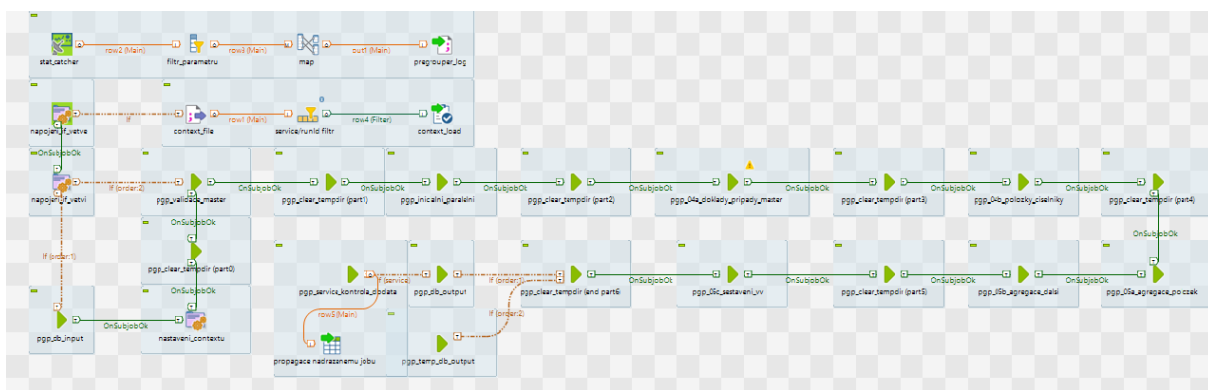 row2 (Main)
row3 (Main)
out1 (Main)
stat_catcher
filtr_parametru
map
pregrouper_log
If
row1 (Main)
row4 (Filter)
napojeni_if_vetve
context_file
service/runId filtr
context_load
OnSubjobOk
If (order:2)
OnSubjobOk
OnSubjobOk
OnSubjobOk
OnSubjobOk
OnSubjobOk
OnSubjobOk
OnSubjobOk
napojeni_if_vetvi
pgp_validace_master
pgp_clear_tempdir (part1)
pgp_inicialni_paralelni
pgp_clear_tempdir (part2)
pgp_04a_doklady_pripady_master
pgp_clear_tempdir (part3)
pgp_04b_polozky_ciselniky
pgp_clear_tempdir (part4)
OnSubjobOk
OnSubjobOk
If (order:1)
pgp_clear_tempdir (part0)
If (service)
If (order:1)
OnSubjobOk
OnSubjobOk
OnSubjobOk
OnSubjobOk
OnSubjobOk
pgp_service_kontrola_dodata
pgp_db_output
pgp_clear_tempdir (end part6)
pgp_05c_sestaveni_vv
pgp_clear_tempdir (part5)
pgp_05b_agregace_dalsi
row5 (Main)
If (order:2)
OnSubjobOk
pgp_db_input
nastaveni_contextu
propagace nadrazenemu jobu
pgp_temp_db_output